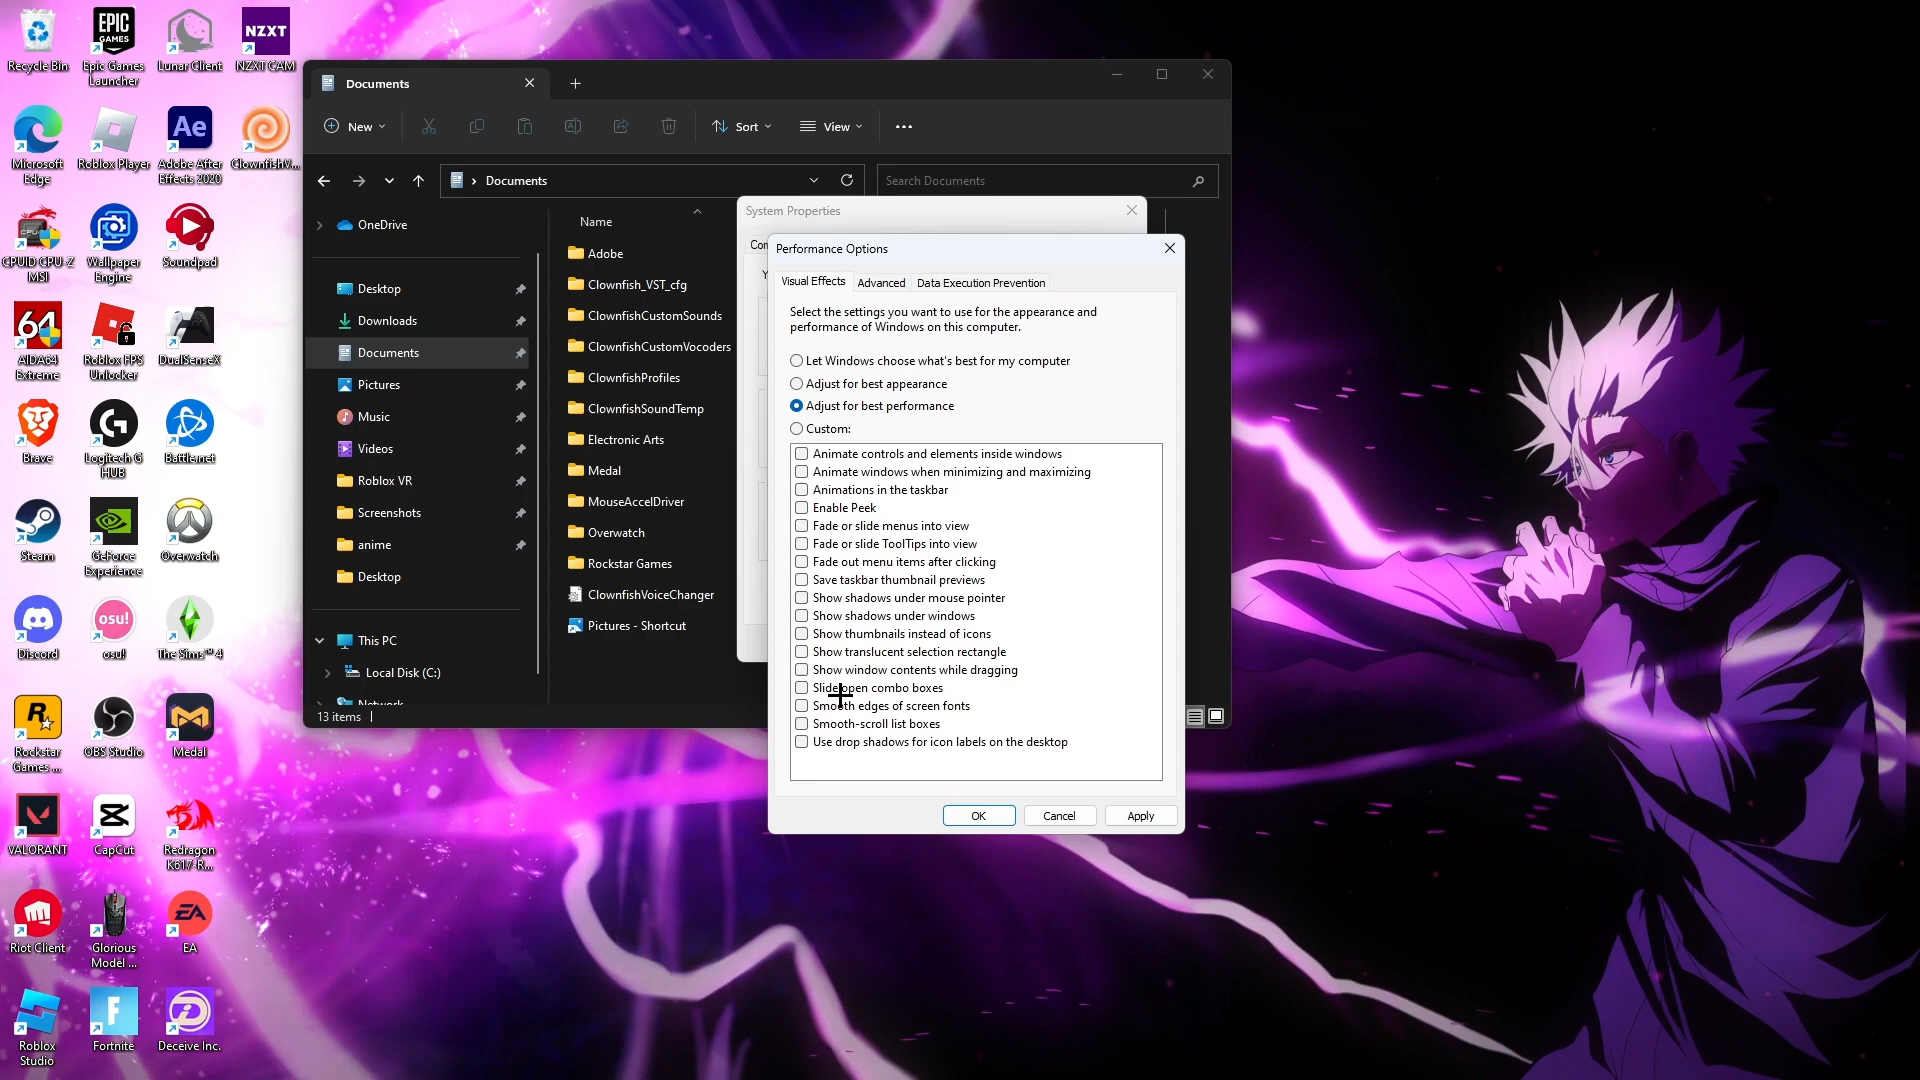 Recycle Bin
Epic Games
Launcher
Lunar Client
NZXT CAM
EPIC
GAMES
NZXT
Microsoft
Edge
Roblox Player
Adobe After
Effects 2020
ClownfishV...
Ae
CPUID CPU-Z
MSI
Wallpaper
Engine
Soundpad
64
AIDA64
Extreme
Roblox FPS
Unlocker
DualSenseX
Brave
Logitech G
HUB
Battle.net
Steam
GeForce
Experience
Overwatch
Discord
osu!
osu!
The Sims™ 4
Rockstar
Games ...
OBS Studio
Medal
VALORANT
CapCut
Redragon
K617-R...
Riot Client
Glorious
Model ...
EA
EA
Roblox
Studio
Fortnite
Deceive Inc.
Documents
New
Sort
View
Documents
Search Documents
OneDrive
Desktop
Downloads
Documents
Pictures
Music
Videos
Roblox VR
Screenshots
anime
Desktop
This PC
Local Disk (C:)
Network
13 items
Name
Adobe
Clownfish_VST_cfg
ClownfishCustomSounds
ClownfishCustomVocoders
ClownfishProfiles
ClownfishSoundTemp
Electronic Arts
Medal
MouseAccelDriver
Overwatch
Rockstar Games
ClownfishVoiceChanger
Pictures - Shortcut
System Properties
Performance Options
Visual Effects
Advanced
Data Execution Prevention
Select the settings you want to use for the appearance and
performance of Windows on this computer.
Let Windows choose what's best for my computer
Adjust for best appearance
Adjust for best performance
Custom:
Animate controls and elements inside windows
Animate windows when minimizing and maximizing
Animations in the taskbar
Enable Peek
Fade or slide menus into view
Fade or slide ToolTips into view
Fade out menu items after clicking
Save taskbar thumbnail previews
Show shadows under mouse pointer
Show shadows under windows
Show thumbnails instead of icons
Show translucent selection rectangle
Show window contents while dragging
Slide open combo boxes
Smooth edges of screen fonts
Smooth-scroll list boxes
Use drop shadows for icon labels on the desktop
OK
Cancel
Apply